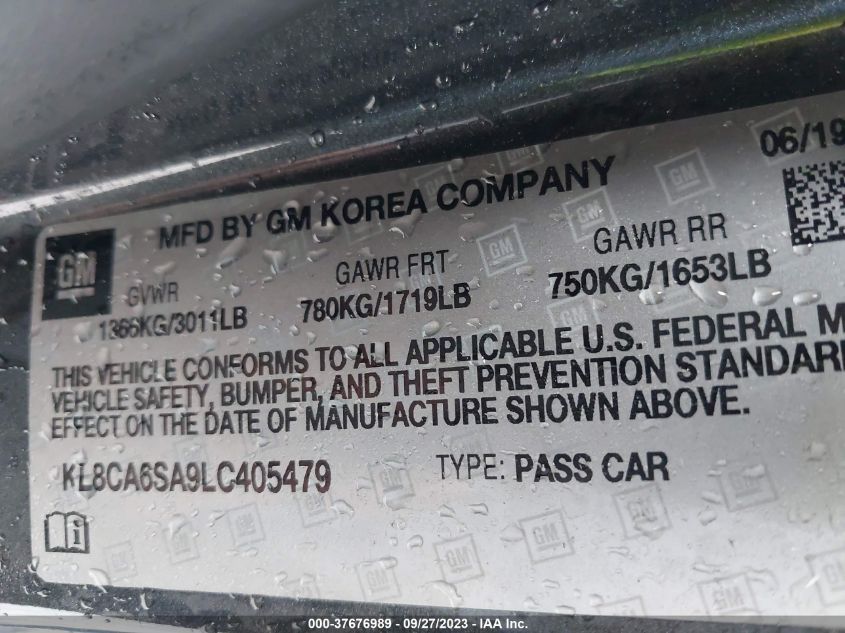 06/19
MFD BY GM KOREA COMPANY
GM
GVWR GAWR FRT GAWR RR
1366KG/3011LB 780KG/1719LB 750KG/1653LB
THIS VEHICLE CONFORMS TO ALL APPLICABLE U.S. FEDERAL M
VEHICLE SAFETY, BUMPER, AND THEFT PREVENTION STANDAR
EFFECT ON THE DATE OF MANUFACTURE SHOWN ABOVE.
KL8CA6SA9LC405479 TYPE: PASS CAR
000-37676989 - 09/27/2023 - IAA Inc.